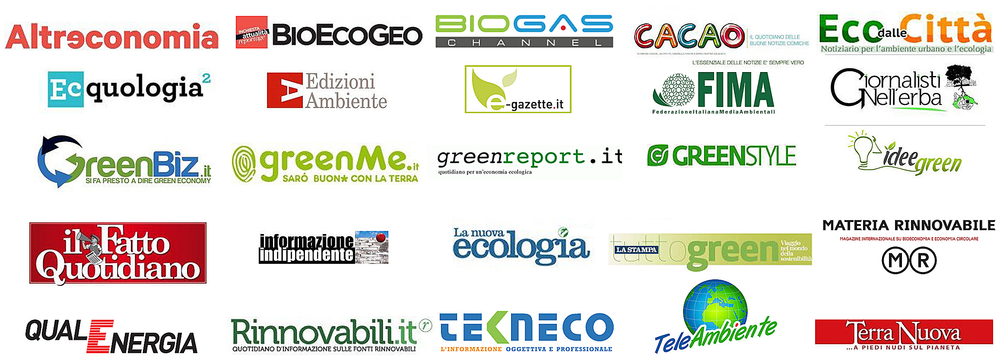 Altreconomia
INCHIESTA
attualità
reportage
BIOECOGEO
BIOGAS
CHANNEL
CACAO
IL QUOTIDIANO DELLE
BUONE NOTIZIE COMICHE
L'ESSENZIALE DELLE NOTIZIE E' SEMPRE VERO
Eco dalle Città
Notiziario per l'ambiente urbano e l'ecologia
Ecquologia2
Edizioni
Ambiente
e-gazette.it
FIMA
FederazioneItalianaMediaAmbientali
Giornalisti
Nell'erba
GreenBiz.it
SI FA PRESTO A DIRE GREEN ECONOMY
greenMe.it
SARÓ BUON★ CON LA TERRA
greenreport.it
quotidiano per un'economia ecologica
GREENSTYLE
idee
green
il Fatto
Quotidiano
informazione
indipendente
La nuova
ecologia
LA STAMPA
tuttogreen
Viaggio
nel mondo
della
sostenibilità
MATERIA RINNOVABILE
MAGAZINE INTERNAZIONALE SU BIOECONOMIA E ECONOMIA CIRCOLARE
MR
QUALENERGIA
Rinnovabili.it r
QUOTIDIANO D'INFORMAZIONE SULLE FONTI RINNOVABILI
TEKNECO
L'INFORMAZIONE OGGETTIVA E PROFESSIONALE
TeleAmbiente
Terra Nuova
...A PIEDI NUDI SUL PIANETA